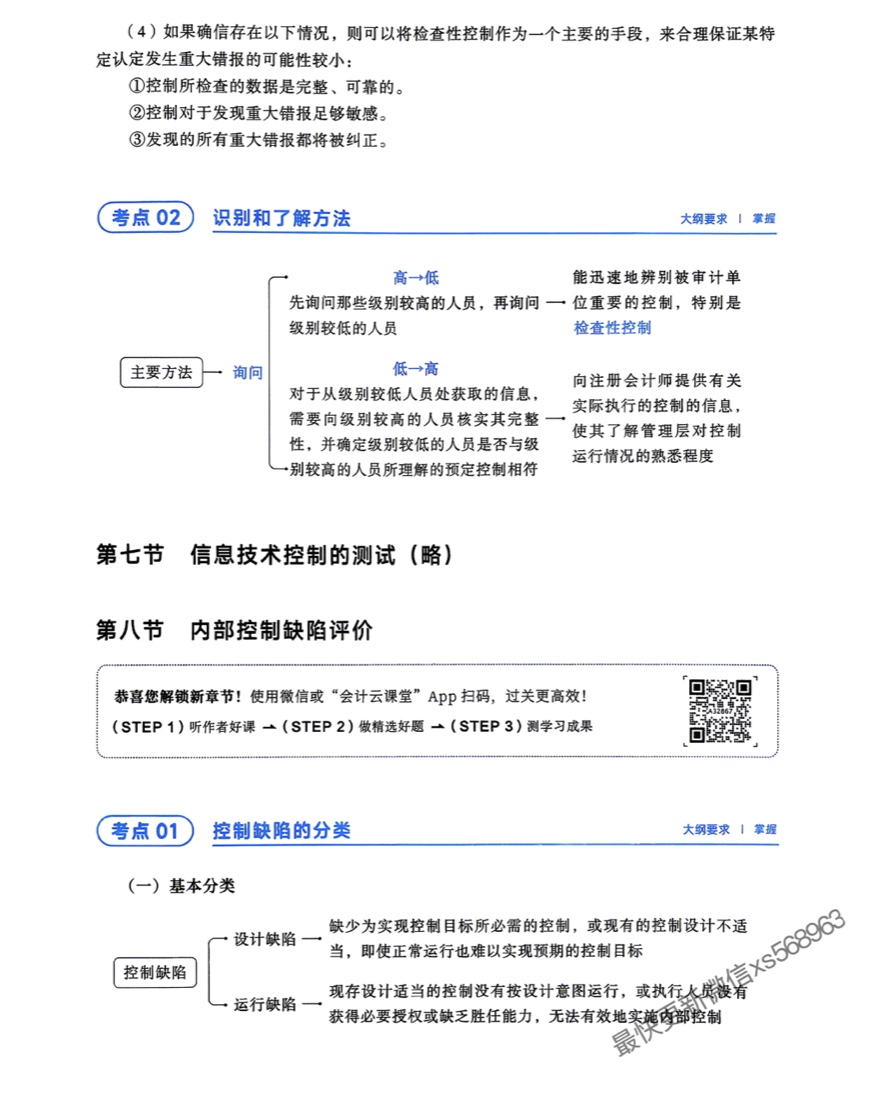 （4）如果确信存在以下情况，则可以将检查性控制作为一个主要的手段，来合理保证某特
定认定发生重大错报的可能性较小：
①控制所检查的数据是完整、可靠的。
②控制对于发现重大错报足够敏感。
③发现的所有重大错报都将被纠正。
考点 02 识别和了解方法 大纲要求 | 掌握
主要方法
询问
高→低
先询问那些级别较高的人员，再询问
级别较低的人员
能迅速地辨别被审计单
位重要的控制，特别是
检查性控制
低→高
对于从级别较低人员处获取的信息，
需要向级别较高的人员核实其完整
性，并确定级别较低的人员是否与级
别较高的人员所理解的预定控制相符
向注册会计师提供有关
实际执行的控制的信息，
使其了解管理层对控制
运行情况的熟悉程度
第七节 信息技术控制的测试（略）
第八节 内部控制缺陷评价
恭喜您解锁新章节！使用微信或“会计云课堂”App 扫码，过关更高效！
（STEP 1）听作者好课 → （STEP 2）做精选好题 → （STEP 3）测学习成果
考点 01 控制缺陷的分类 大纲要求 | 掌握
（一）基本分类
控制缺陷
设计缺陷
缺少为实现控制目标所必需的控制，或现有的控制设计不适
当，即使正常运行也难以实现预期的控制目标
运行缺陷
现存设计适当的控制没有按设计意图运行，或执行人员没有
获得必要授权或缺乏胜任能力，无法有效地实施内部控制
最快更新微信xs568963